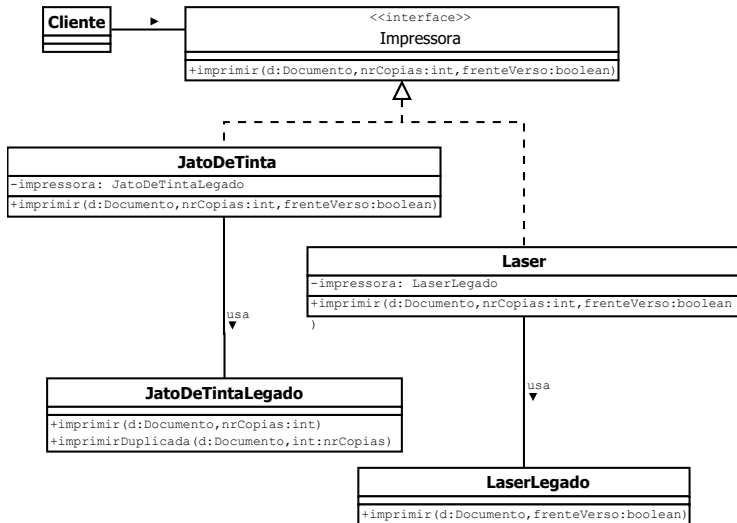 Cliente
<<interface>>
Impressora
+imprimir(d:Documento,nrCopias:int,frenteVerso:boolean)
JatoDeTinta
-impressora: JatoDeTintaLegado
+imprimir(d:Documento,nrCopias:int,frenteVerso:boolean)
Laser
-impressora: LaserLegado
+imprimir(d:Documento,nrCopias:int,frenteVerso:boolean
)
usa
JatoDeTintaLegado
+imprimir(d:Documento,nrCopias:int)
+imprimirDuplicada(d:Documento,int:nrCopias)
usa
LaserLegado
+imprimir(d:Documento,frenteVerso:boolean)